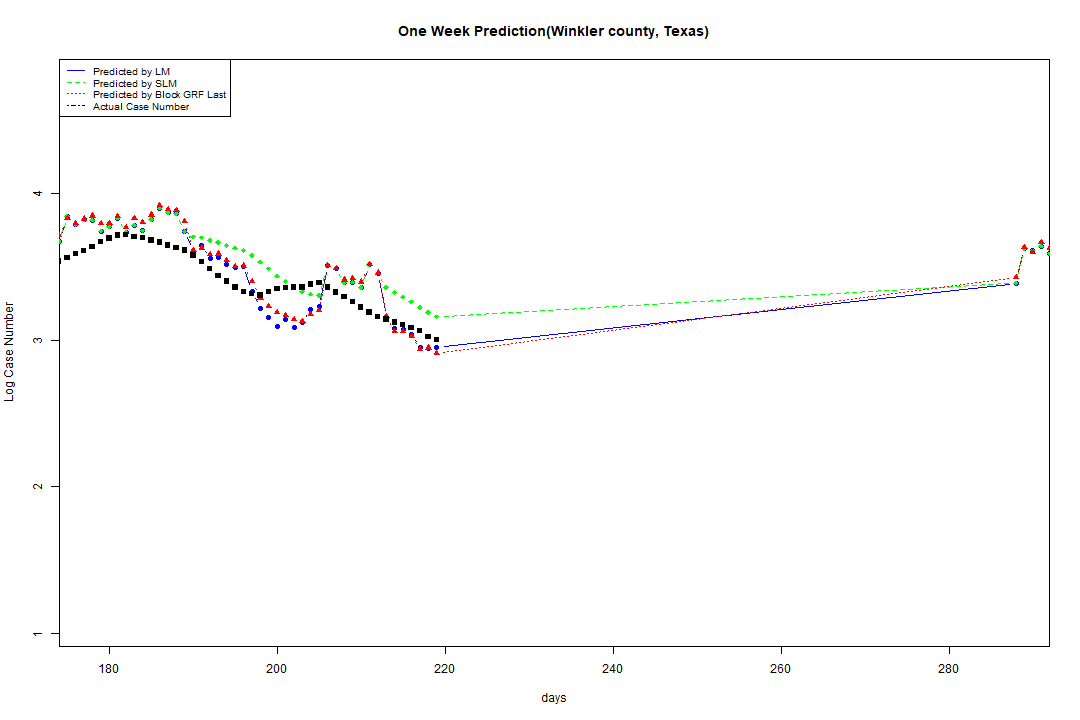 One Week Prediction(Winkler county, Texas)
Predicted by LM
Predicted by SLM
Predicted by Block GRF Last
Actual Case Number
4
3
2
1
Log Case Number
180
200
220
240
260
280
days